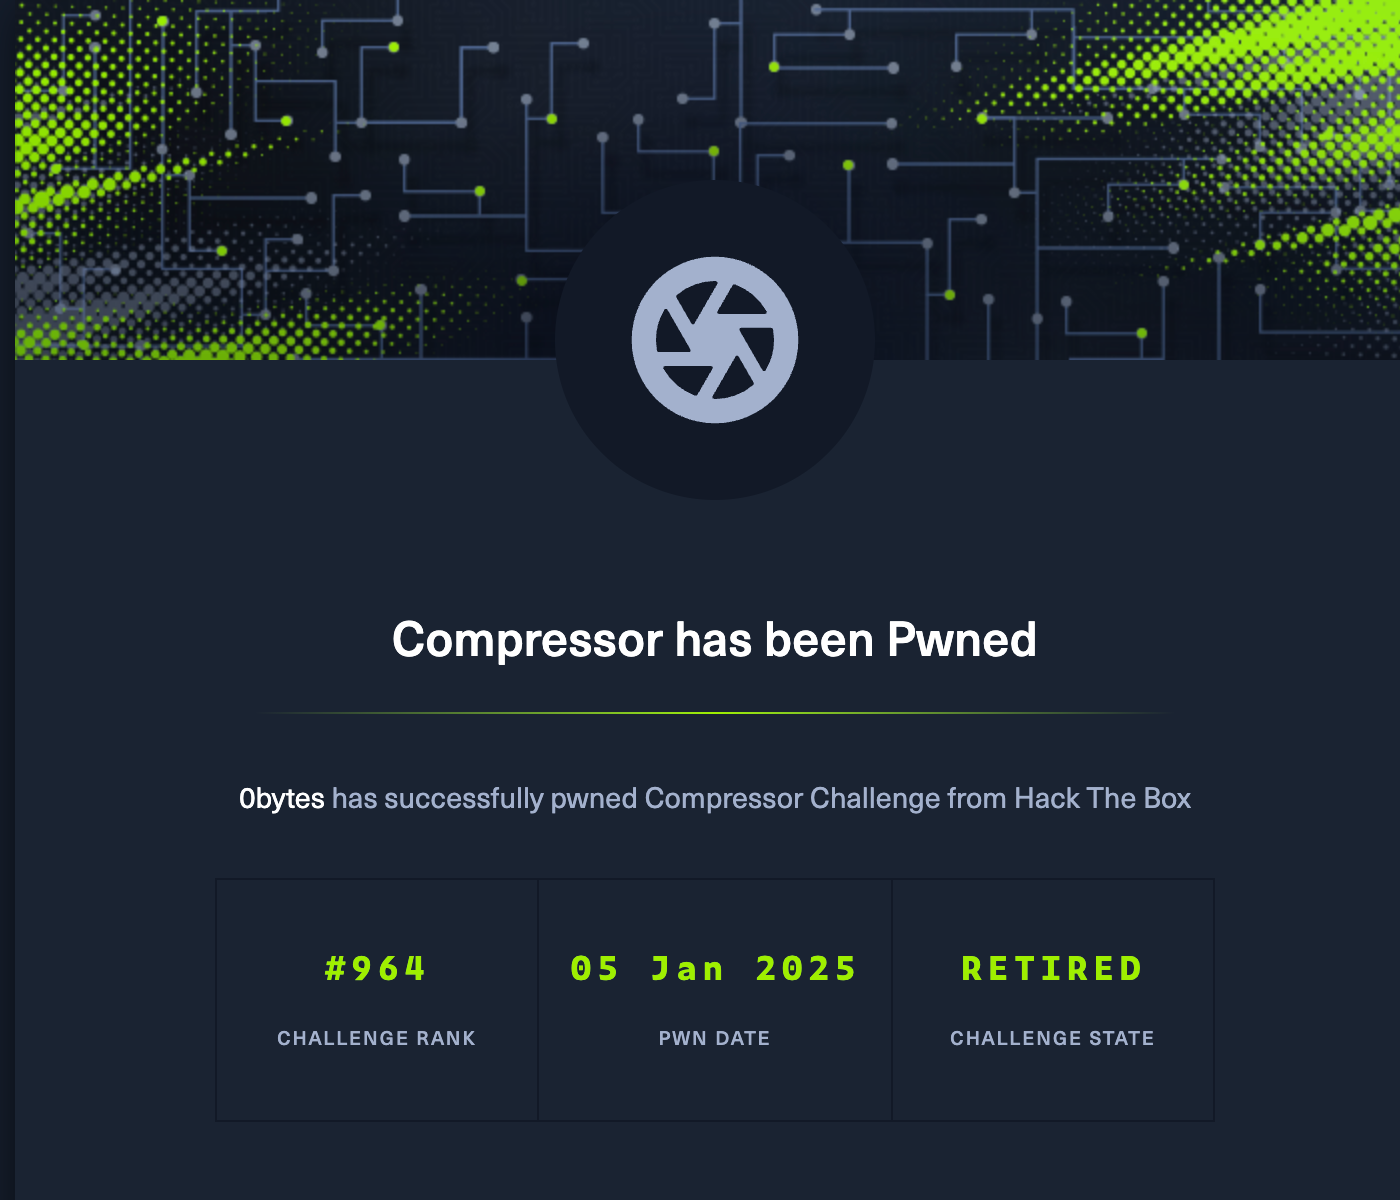 Compressor has been Pwned
0bytes has successfully pwned Compressor Challenge from Hack The Box
#964
CHALLENGE RANK
05 Jan 2025
PWN DATE
RETIRED
CHALLENGE STATE